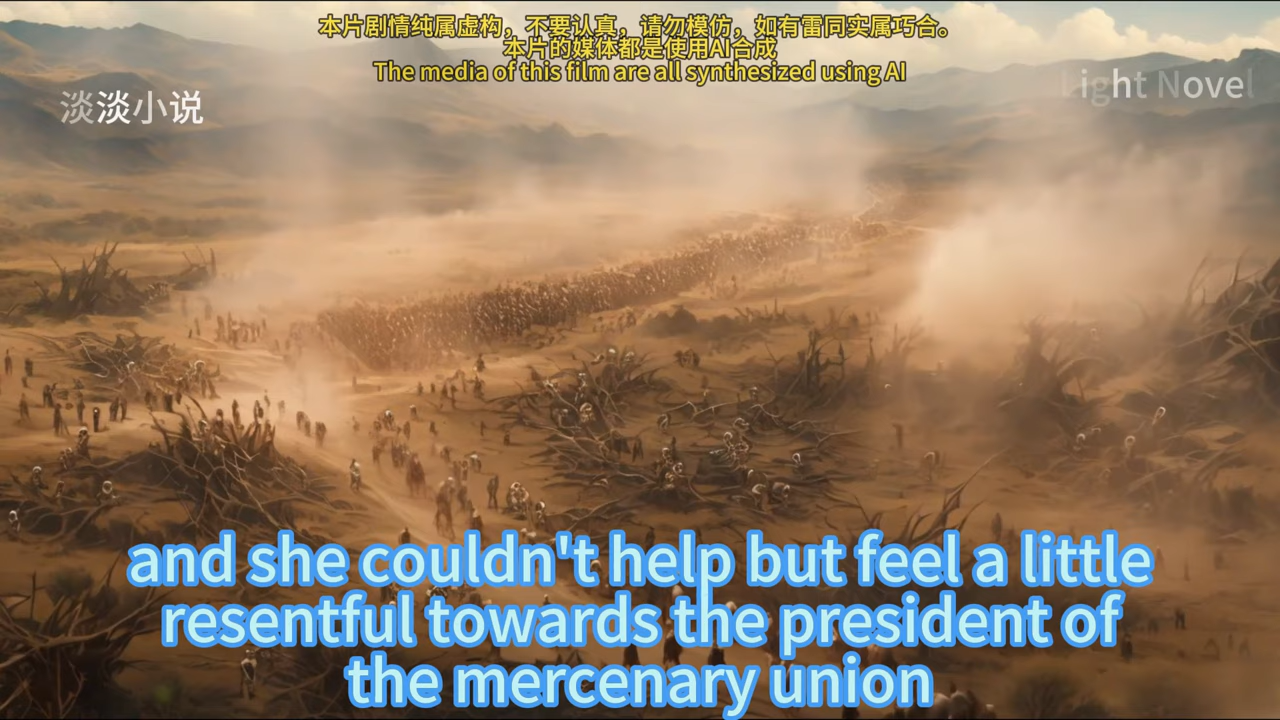 本片剧情纯属虚构，不要认真，请勿模仿，如有雷同实属巧合。
本片的媒体都是使用AI合成
The media of this film are all synthesized using AI
淡淡小说
Light Novel
and she couldn't help but feel a little
resentful towards the president of
the mercenary union